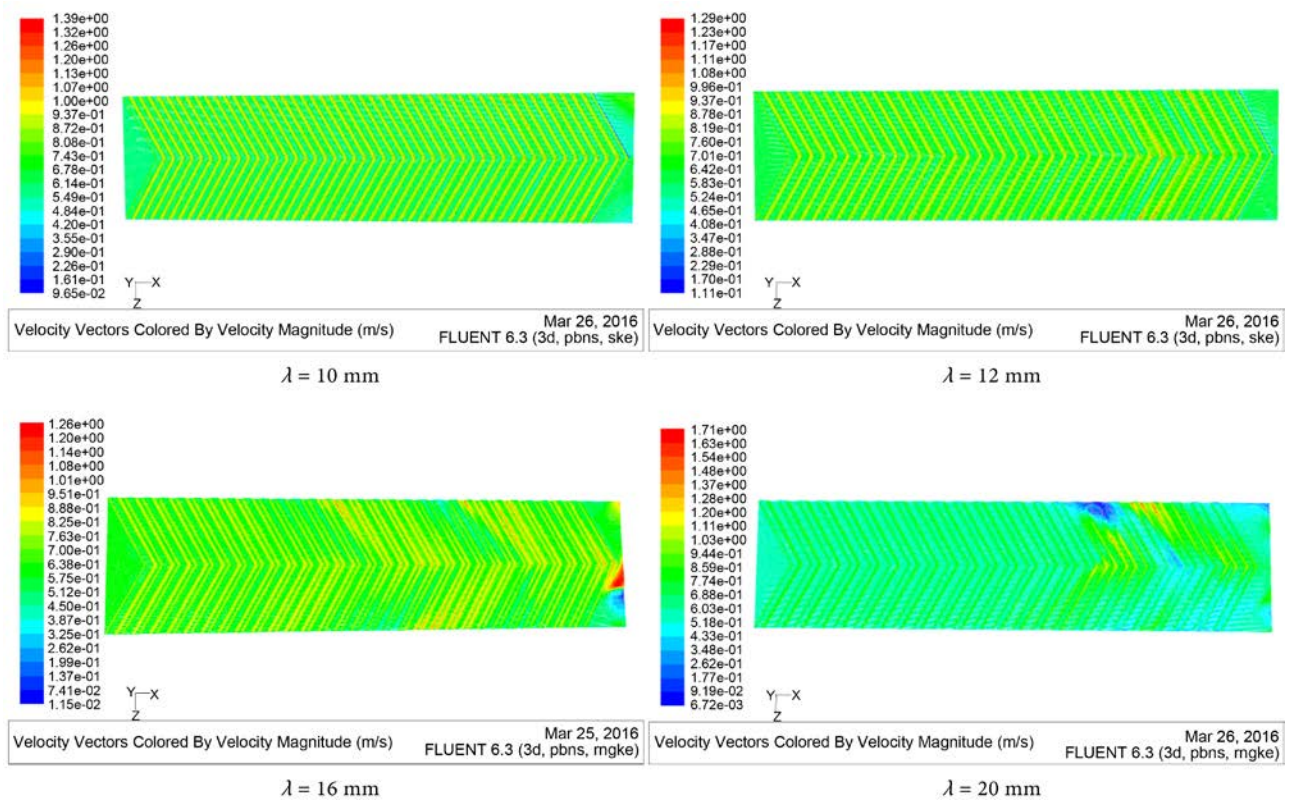 1.39e+00
1.32e+00
1.26e+00
1.20e+00
1.13e+00
1.07e+00
1.00e+00
9.37e-01
8.72e-01
8.08e-01
7.43e-01
6.78e-01
6.14e-01
5.49e-01
4.84e-01
4.20e-01
3.55e-01
2.90e-01
2.26e-01
1.61e-01
9.65e-02
Y X
Z
Velocity Vectors Colored By Velocity Magnitude (m/s)
Mar 26, 2016
FLUENT 6.3 (3d, pbns, ske)
λ = 10 mm
1.29e+00
1.23e+00
1.17e+00
1.11e+00
1.08e+00
9.96e-01
9.37e-01
8.78e-01
8.19e-01
7.60e-01
7.01e-01
6.42e-01
5.83e-01
5.24e-01
4.65e-01
4.08e-01
3.47e-01
2.88e-01
2.29e-01
1.70e-01
1.11e-01
Y X
Z
Velocity Vectors Colored By Velocity Magnitude (m/s)
Mar 26, 2016
FLUENT 6.3 (3d, pbns, ske)
λ = 12 mm
1.26e+00
1.20e+00
1.14e+00
1.08e+00
1.01e+00
9.51e-01
8.88e-01
8.25e-01
7.63e-01
7.00e-01
6.38e-01
5.75e-01
5.12e-01
4.50e-01
3.87e-01
3.25e-01
2.62e-01
1.99e-01
1.37e-01
7.41e-02
1.15e-02
Y X
Z
Velocity Vectors Colored By Velocity Magnitude (m/s)
Mar 25, 2016
FLUENT 6.3 (3d, pbns, rngke)
λ = 16 mm
1.71e+00
1.63e+00
1.54e+00
1.48e+00
1.37e+00
1.28e+00
1.20e+00
1.11e+00
1.03e+00
9.44e-01
8.59e-01
7.74e-01
6.88e-01
6.03e-01
5.18e-01
4.33e-01
3.48e-01
2.62e-01
1.77e-01
9.19e-02
6.72e-03
Y X
Z
Velocity Vectors Colored By Velocity Magnitude (m/s)
Mar 26, 2016
FLUENT 6.3 (3d, pbns, rngke)
λ = 20 mm